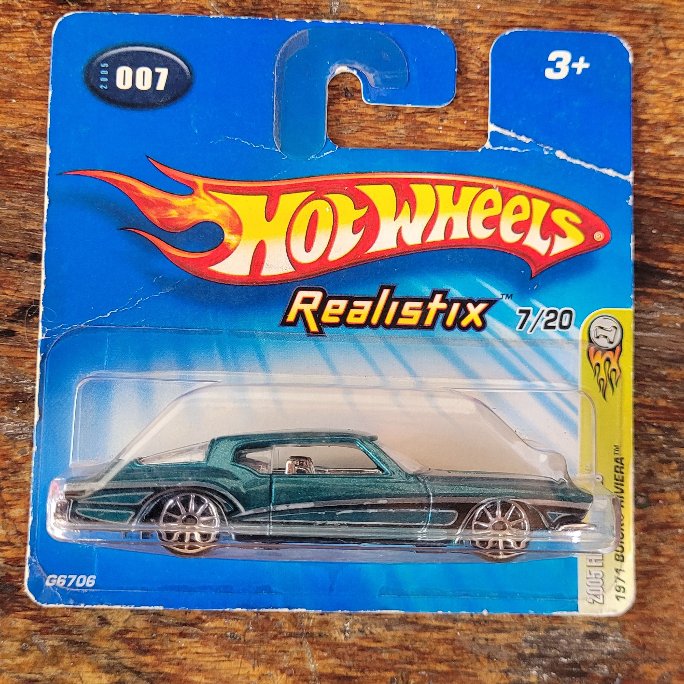 2005
007
3+
HOT WHEELS ®
Realistix™ 7/20
G6706
2005 F
1971 BUICK® RIVIERA™